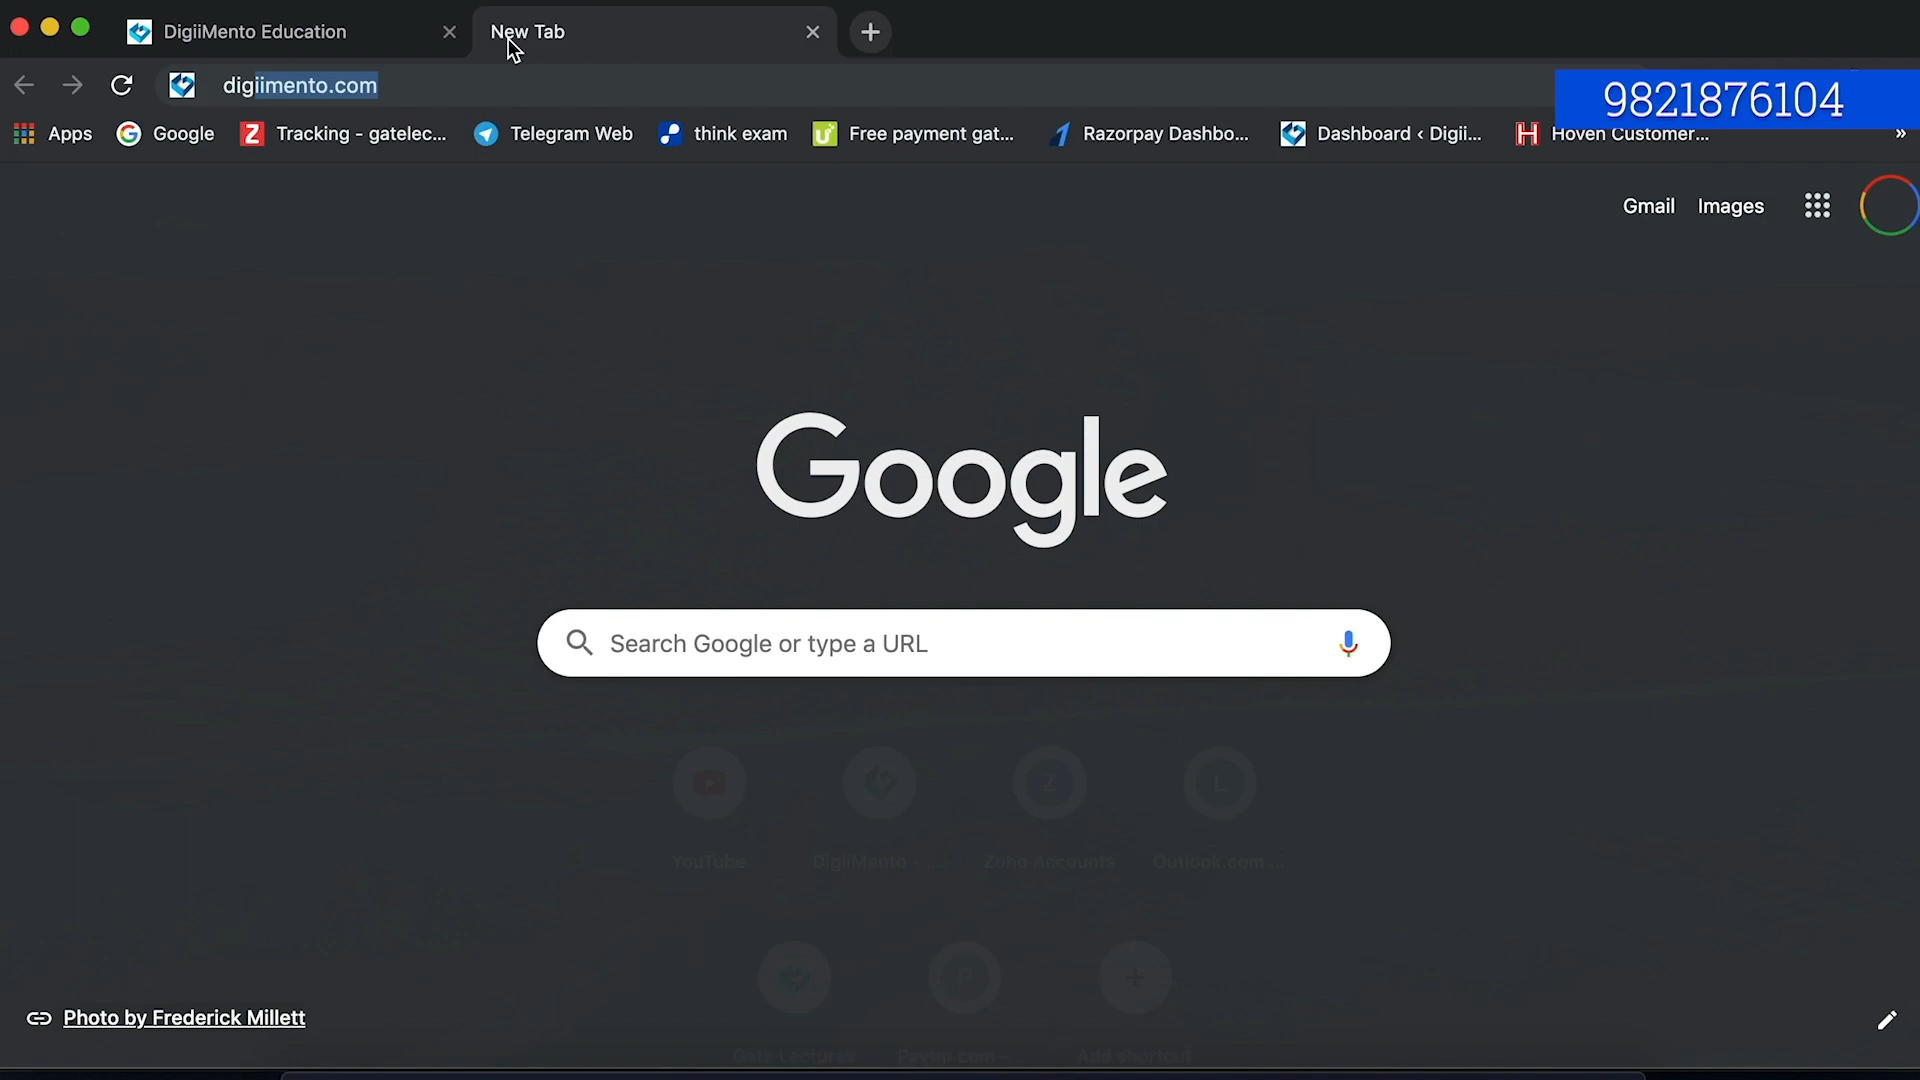 DigiiMento Education
New Tab
digiimento.com
9821876104
Apps
Google
Tracking - gatelec...
Telegram Web
think exam
Free payment gat...
Razorpay Dashbo...
Dashboard ‹ Digii...
Hoven Customer...
»
Gmail
Images
Google
Search Google or type a URL
YouTube
DigiiMento - ...
Zoho Accounts
Outlook.com ...
Gate Lectures
Paytm.com – ...
Add shortcut
Photo by Frederick Millett